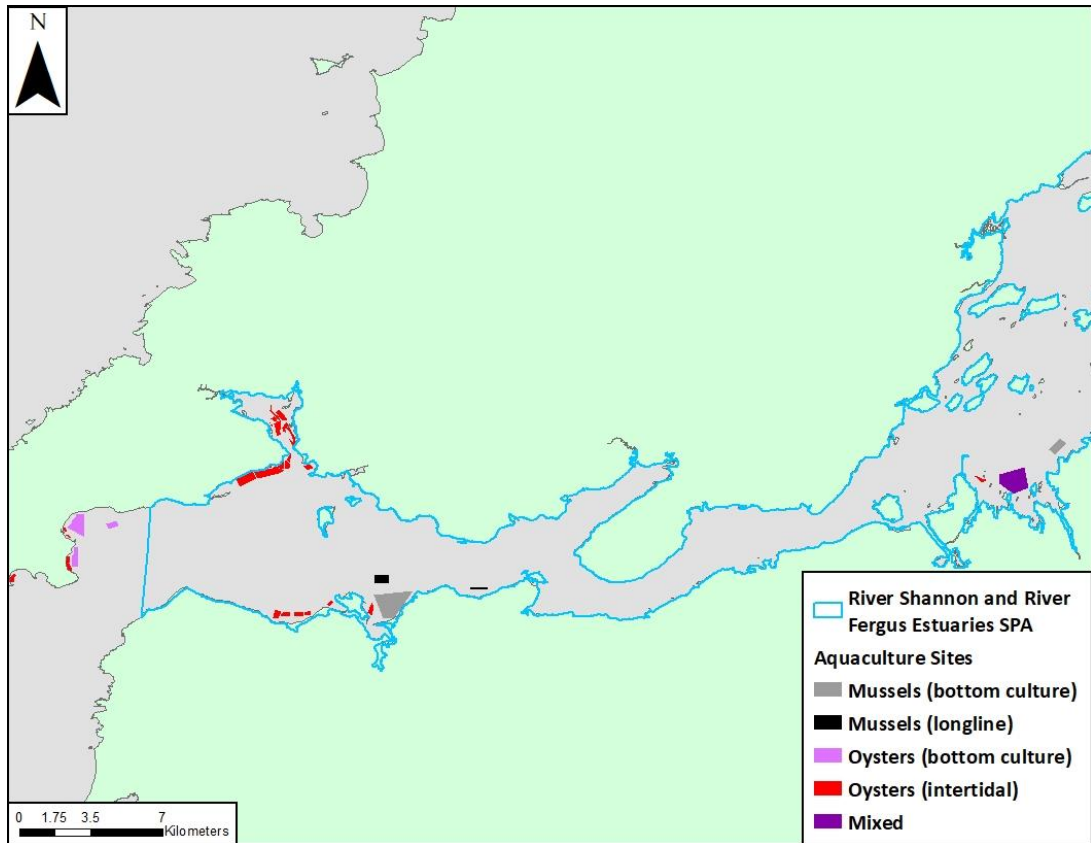 N
River Shannon and River
Fergus Estuaries SPA
Aquaculture Sites
Mussels (bottom culture)
Mussels (longline)
Oysters (bottom culture)
Oysters (intertidal)
Mixed
0 1.75 3.5 7
Kilometers